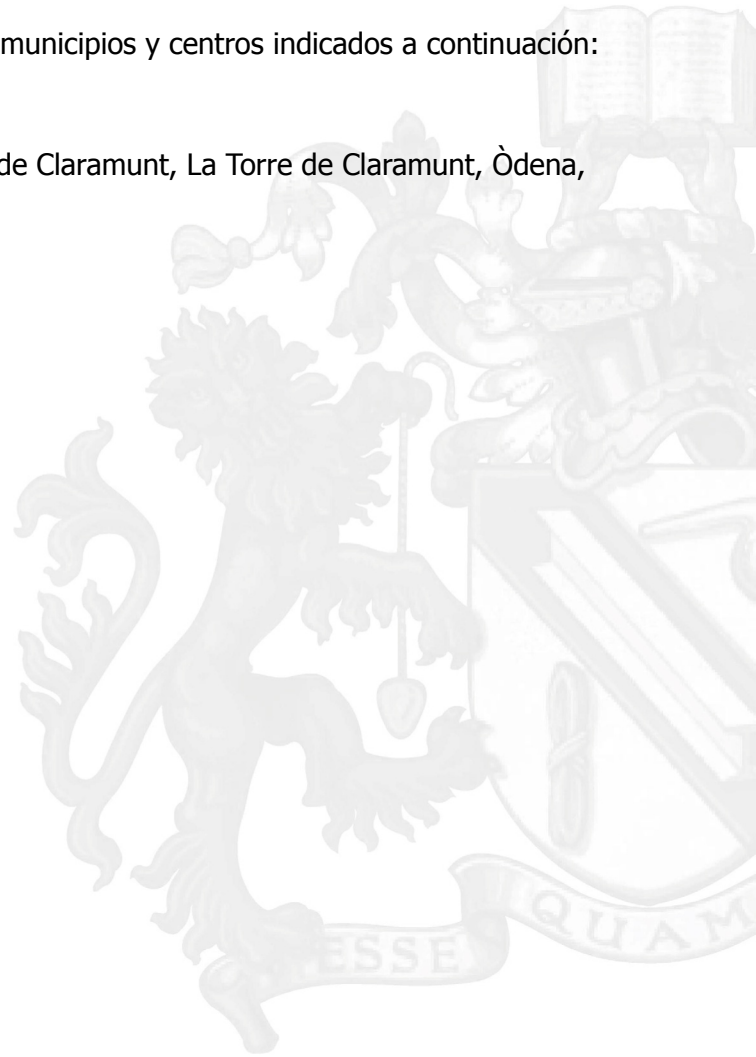 municipios y centros indicados a continuación:
de Claramunt, La Torre de Claramunt, Òdena,
ESSE
QUAM